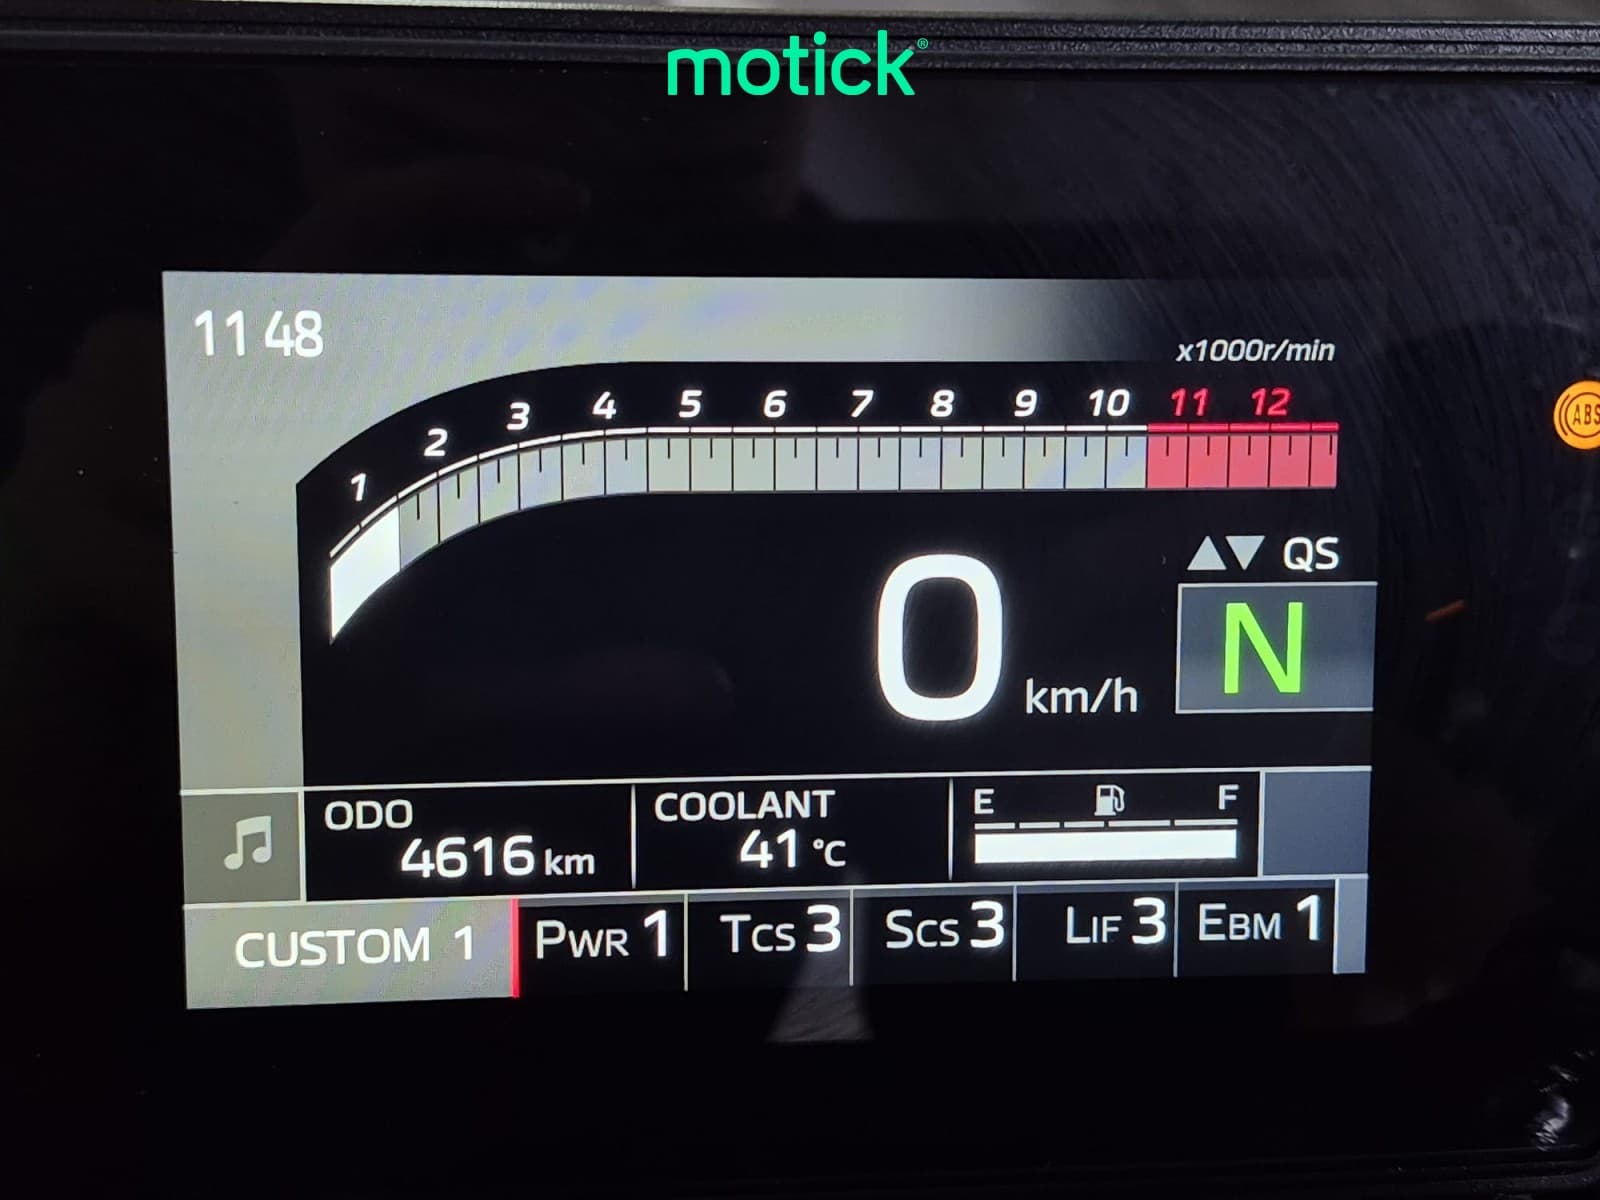 motick®
11 48
x1000r/min
1 2 3 4 5 6 7 8 9 10 11 12
ABS
QS
0 km/h
N
ODO
4616 km
COOLANT
41 °C
E F
CUSTOM 1
PWR 1
TCS 3
SCS 3
LIF 3
EBM 1